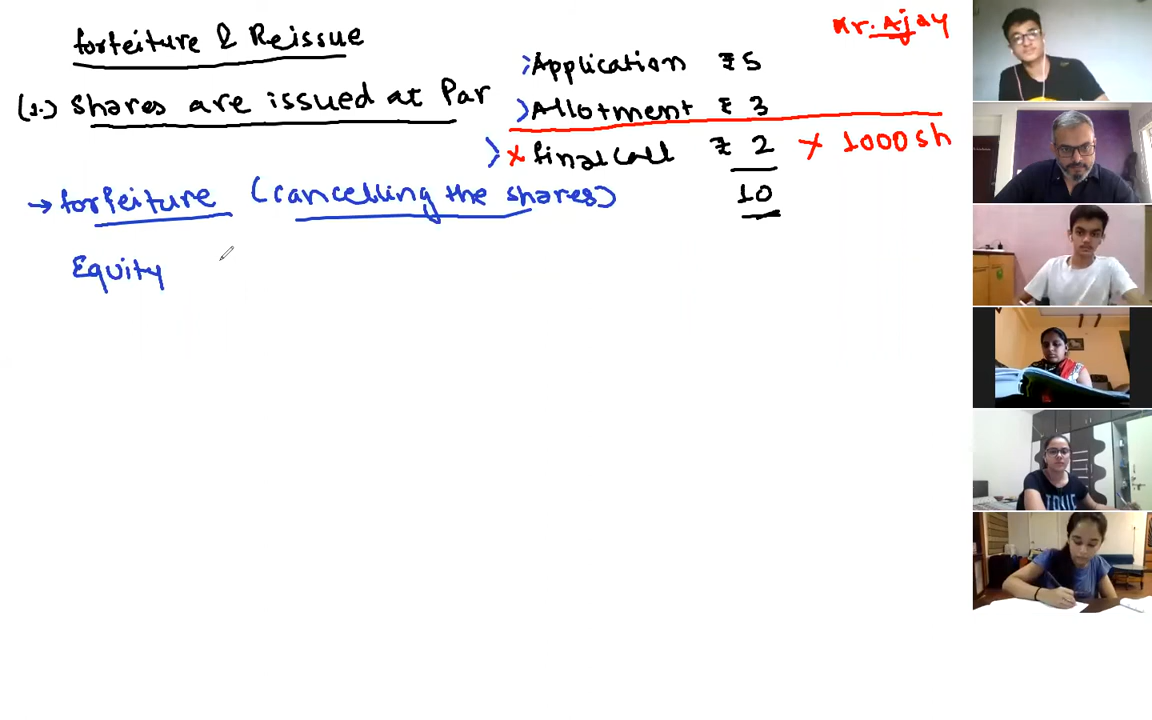 Forfeiture & Reissue
Mr. Ajay
(1.) Shares are issued at Par
Application ₹5
Allotment ₹ 3
× Final call ₹ 2 × 1000 sh
10
→ Forfeiture (cancelling the shares)
Equity
TRUE